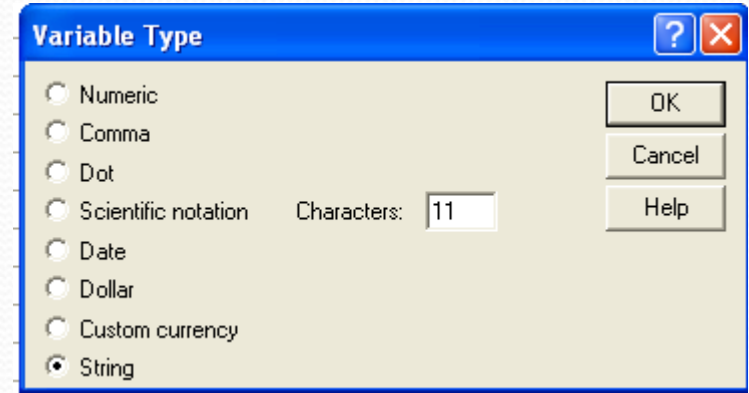 Variable Type
Numeric
OK
Comma
Cancel
Dot
Scientific notation Characters: 11
Help
Date
Dollar
Custom currency
String